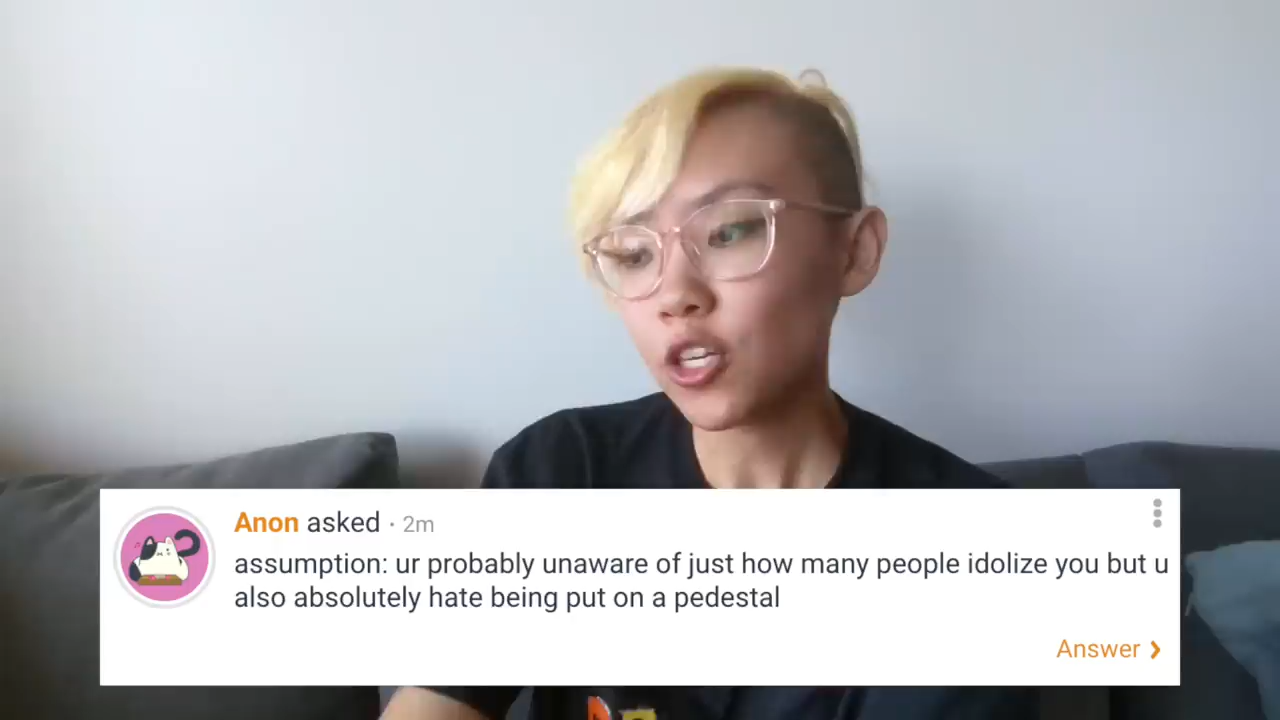 Anon asked · 2m
assumption: ur probably unaware of just how many people idolize you but u
also absolutely hate being put on a pedestal
Answer ❯